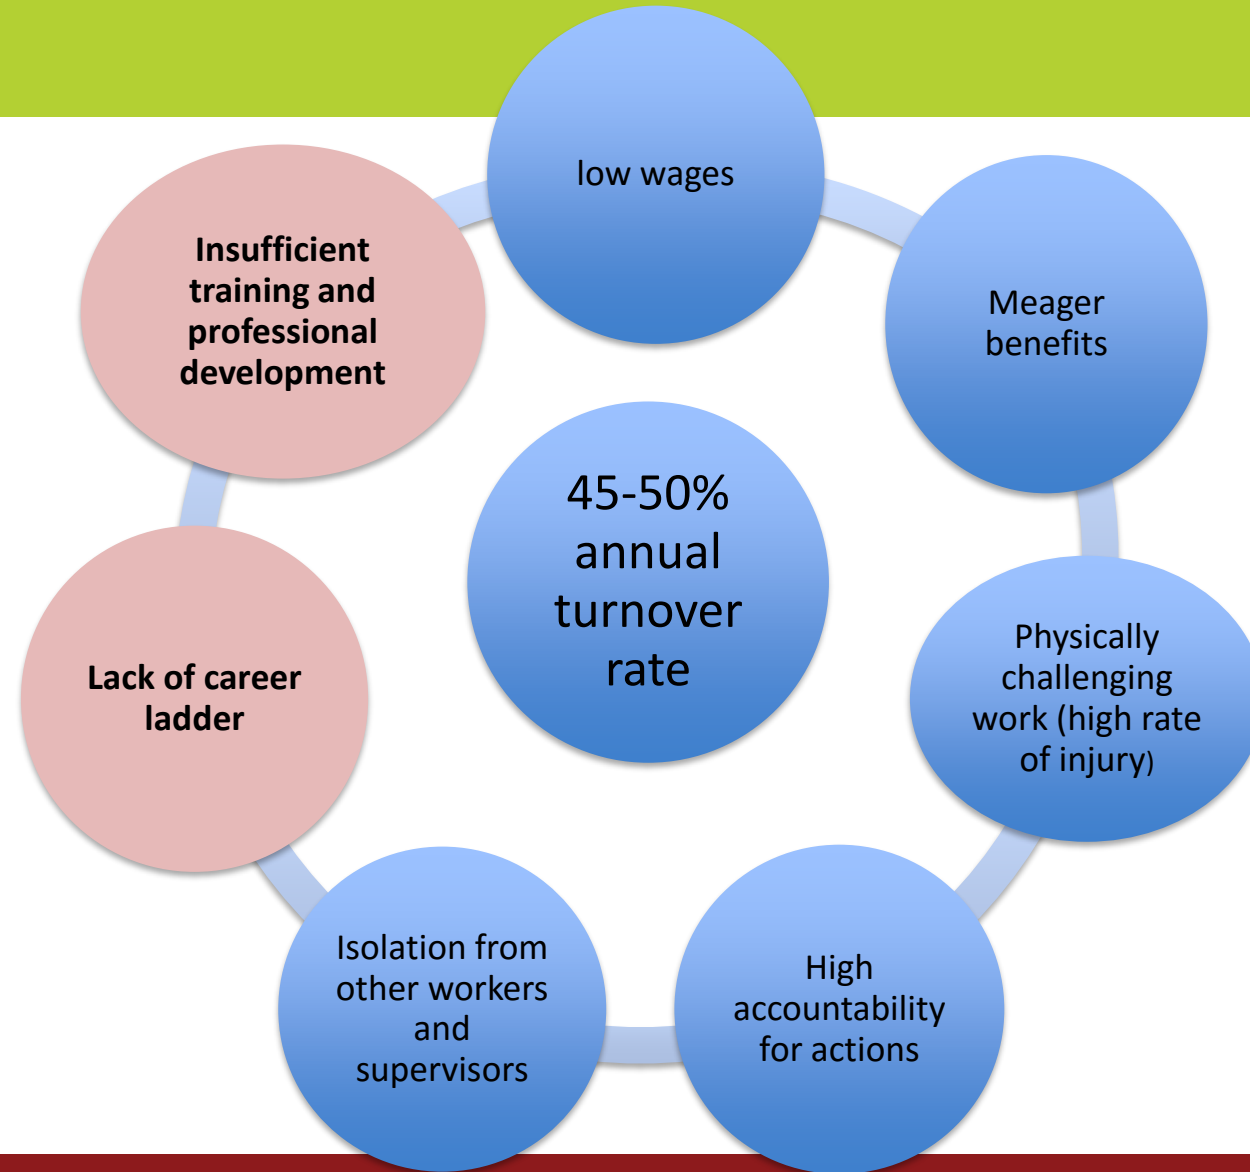 low wages
Meager
benefits
Physically
challenging
work (high rate
of injury)
High
accountability
for actions
Isolation from
other workers
and
supervisors
Lack of career
ladder
Insufficient
training and
professional
development
45-50%
annual
turnover
rate